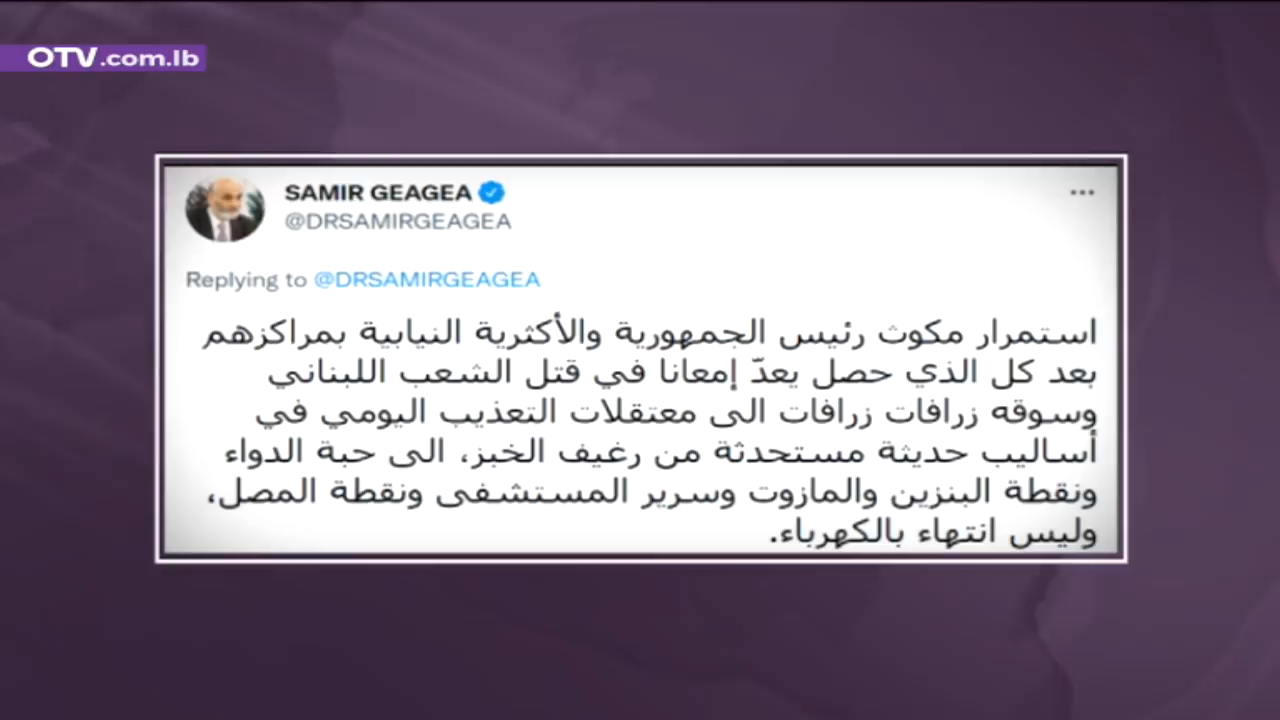 OTV.com.lb
SAMIR GEAGEA
@DRSAMIRGEAGEA
Replying to @DRSAMIRGEAGEA
استمرار مكوث رئيس الجمهورية والأكثرية النيابية بمراكزهم
بعد كل الذي حصل يعدّ إمعانا في قتل الشعب اللبناني
وسوقه زرافات زرافات الى معتقلات التعذيب اليومي في
أساليب حديثة مستحدثة من رغيف الخبز، الى حبة الدواء
ونقطة البنزين والمازوت وسرير المستشفى ونقطة المصل،
وليس انتهاء بالكهرباء.